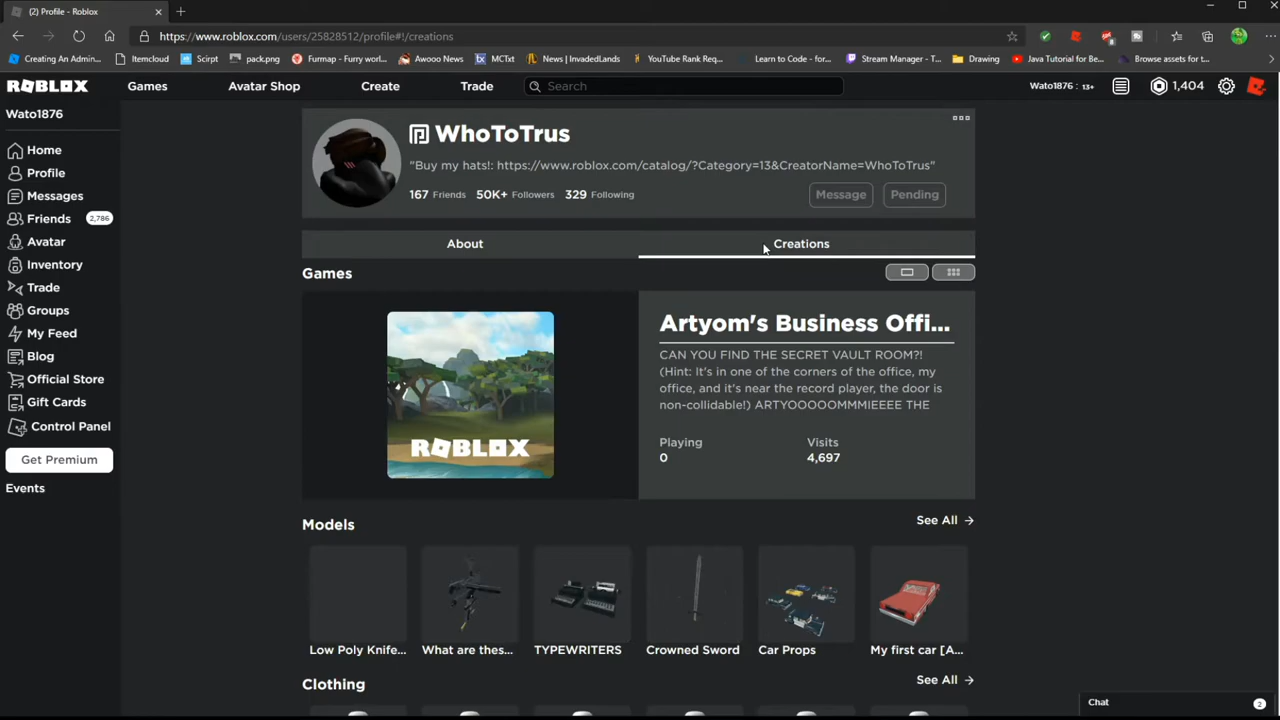 (2) Profile - Roblox
https://www.roblox.com/users/25828512/profile#!/creations
Creating An Admin... Itemcloud Scirpt pack.png Furmap - Furry worl... Awooo News MCTxt News | InvadedLands YouTube Rank Req... Learn to Code - for... Stream Manager - T... Drawing Java Tutorial for Be... Browse assets for t...
ROBLOX Games Avatar Shop Create Trade Search Wato1876 : 13+ 1,404
Wato1876
Home
Profile
Messages
Friends 2,786
Avatar
Inventory
Trade
Groups
My Feed
Blog
Official Store
Gift Cards
Control Panel
Get Premium
Events
WhoToTrus
"Buy my hats!: https://www.roblox.com/catalog/?Category=13&CreatorName=WhoToTrus"
167 Friends 50K+ Followers 329 Following Message Pending
About Creations
Games
ROBLOX
Artyom's Business Offi...
CAN YOU FIND THE SECRET VAULT ROOM?!
(Hint: It's in one of the corners of the office, my
office, and it's near the record player, the door is
non-collidable!) ARTYOOOOOMMMIEEEE THE
Playing Visits
0 4,697
Models See All
Low Poly Knife... What are thes... TYPEWRITERS Crowned Sword Car Props My first car [A...
Clothing See All
Chat 2